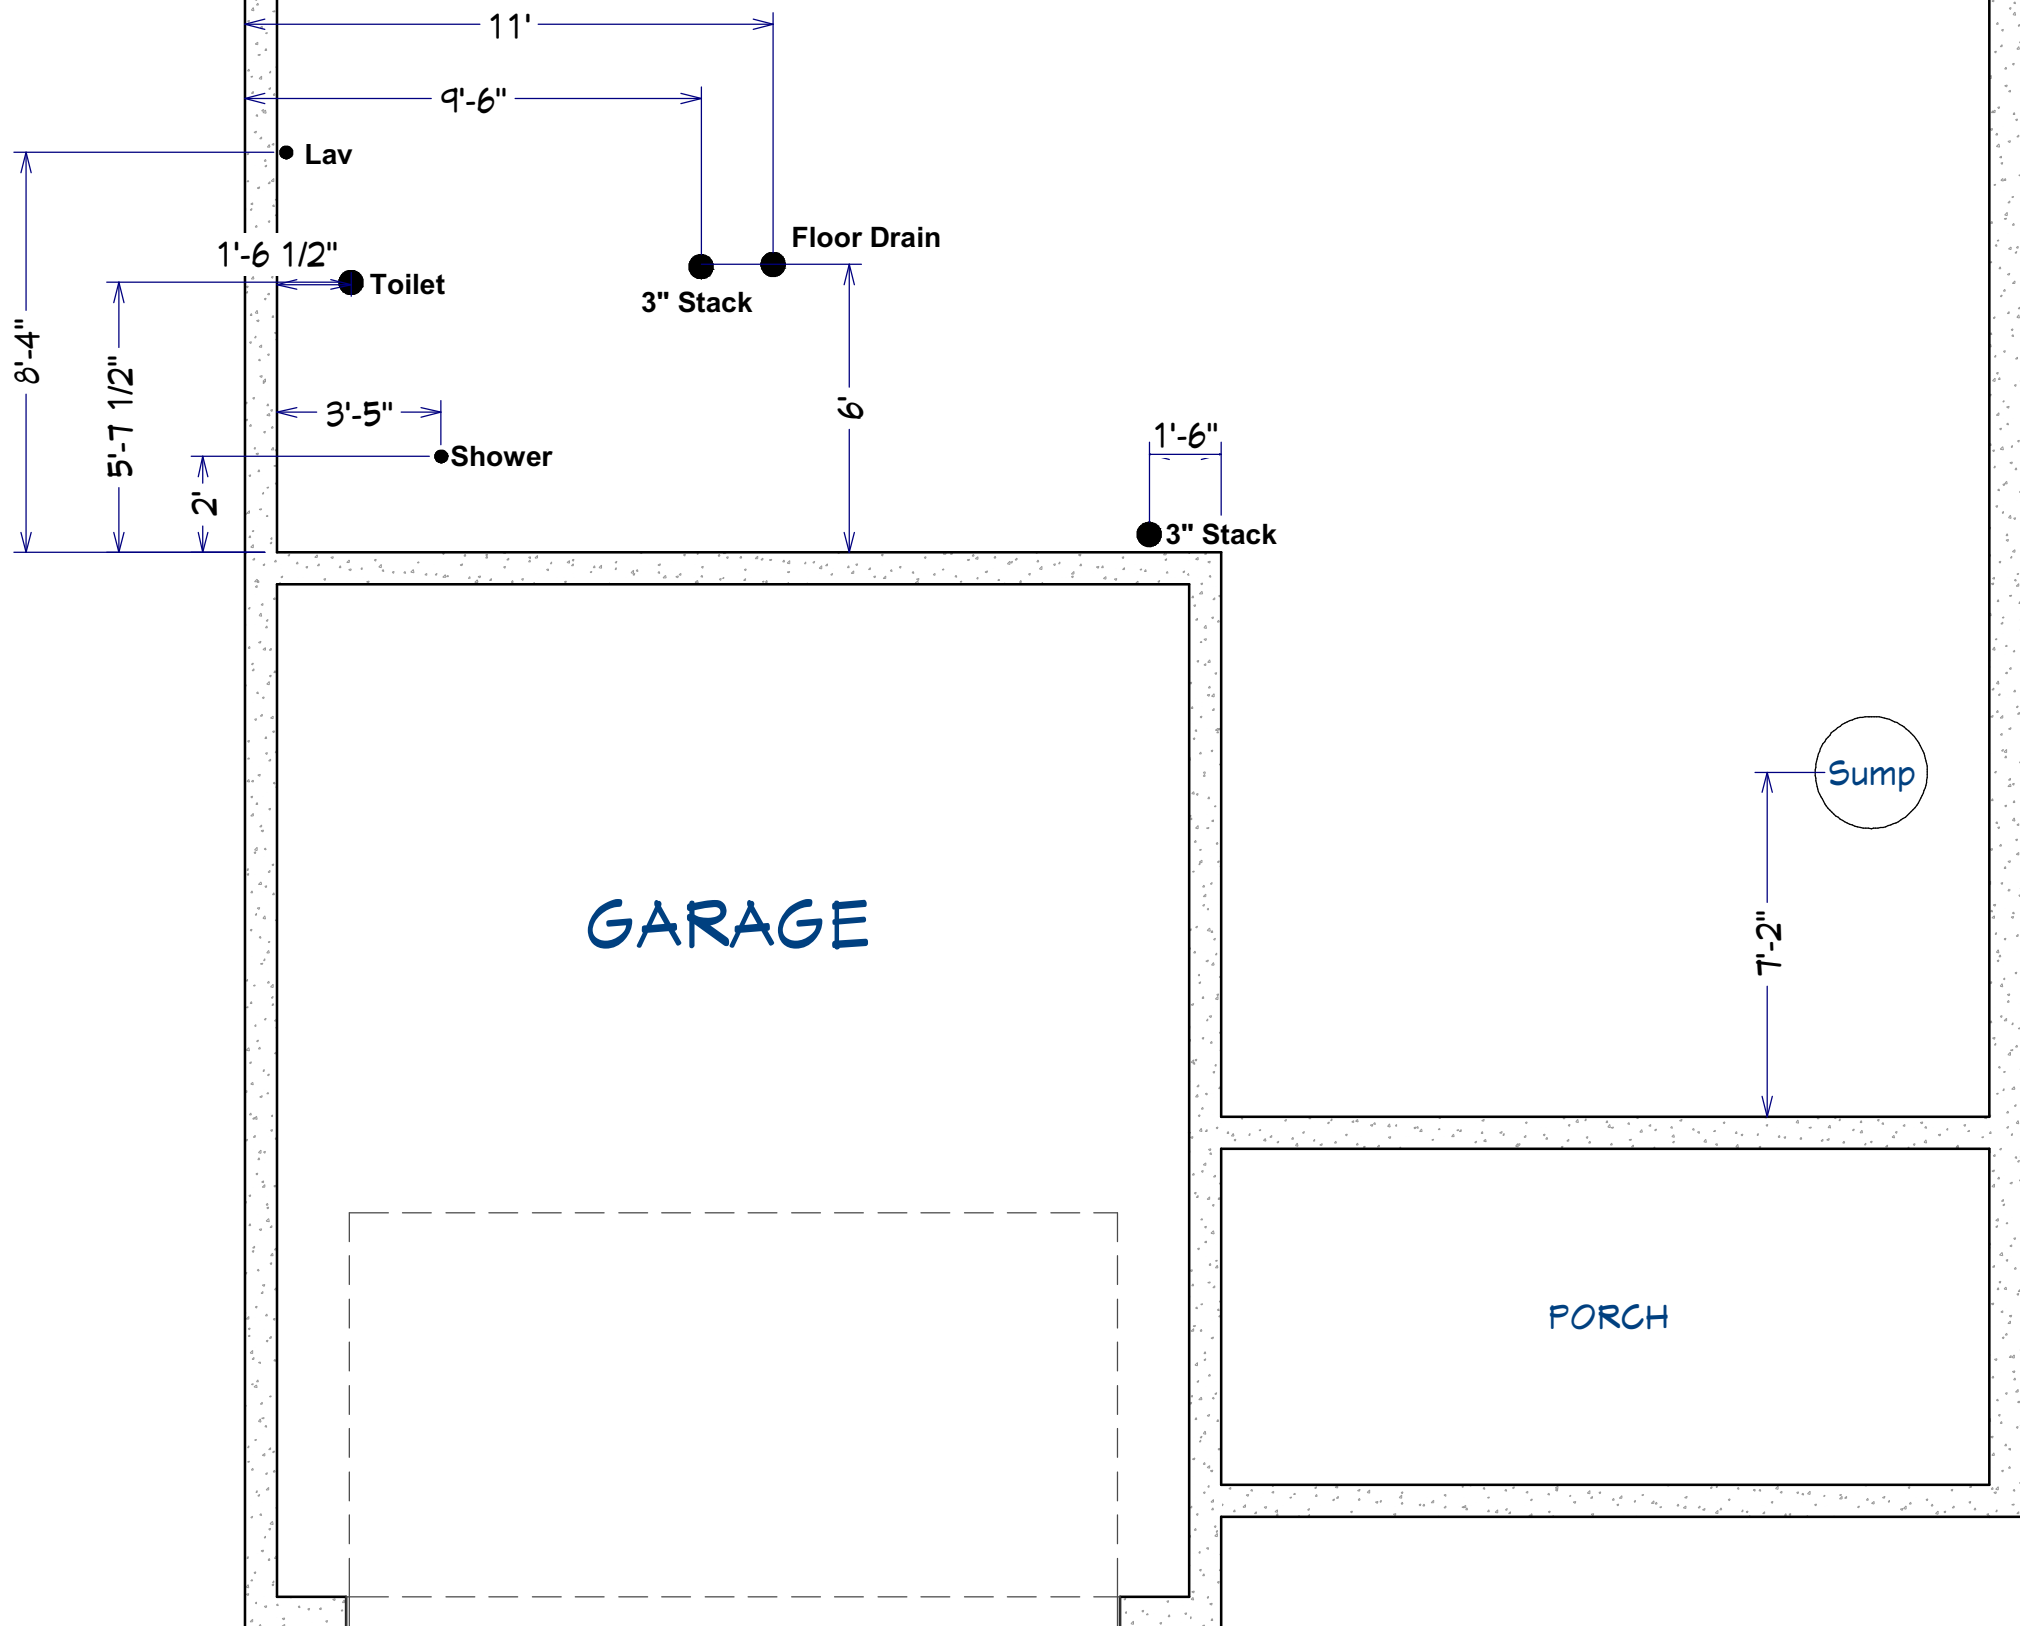 11'
9'-6"
Lav
Floor Drain
1'-6 1/2"
Toilet
3" Stack
8'-4"
5'-7 1/2"
3'-5"
6'
1'-6"
Shower
2'
3" Stack
Sump
GARAGE
7'-2"
PORCH